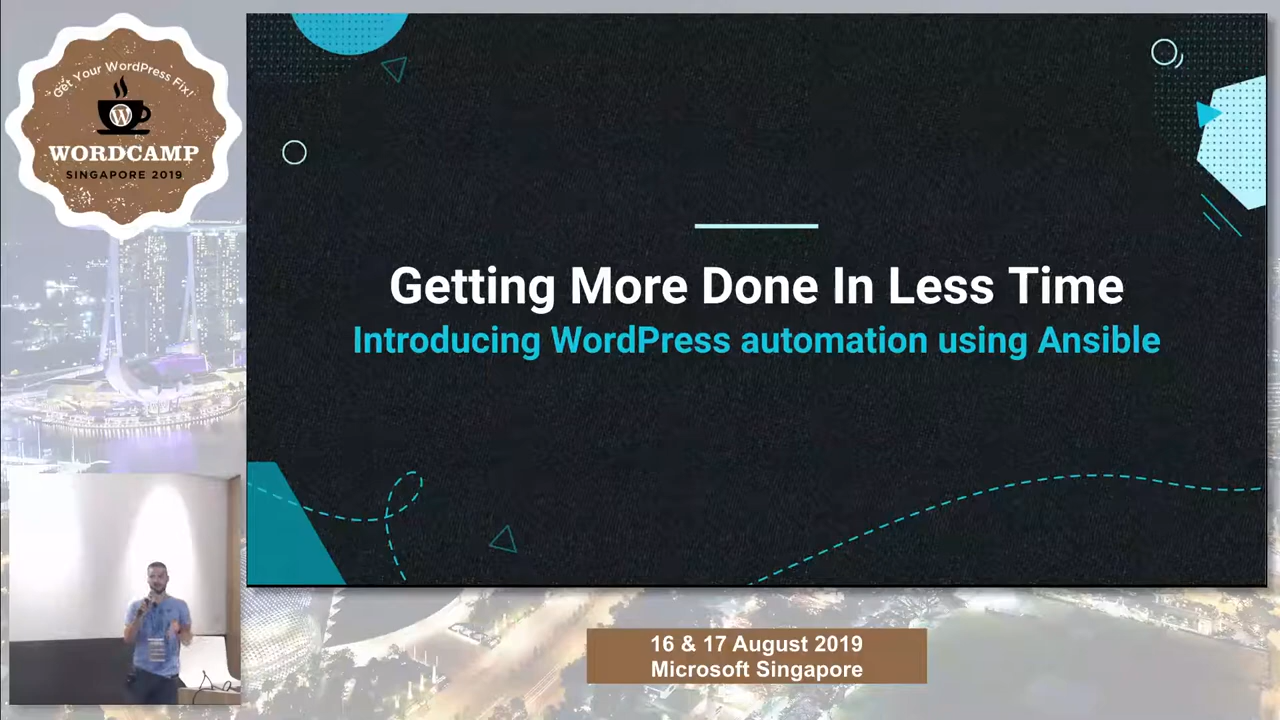 Get Your WordPress Fix!
W
WORDCAMP
SINGAPORE 2019
Getting More Done In Less Time
Introducing WordPress automation using Ansible
16 & 17 August 2019
Microsoft Singapore